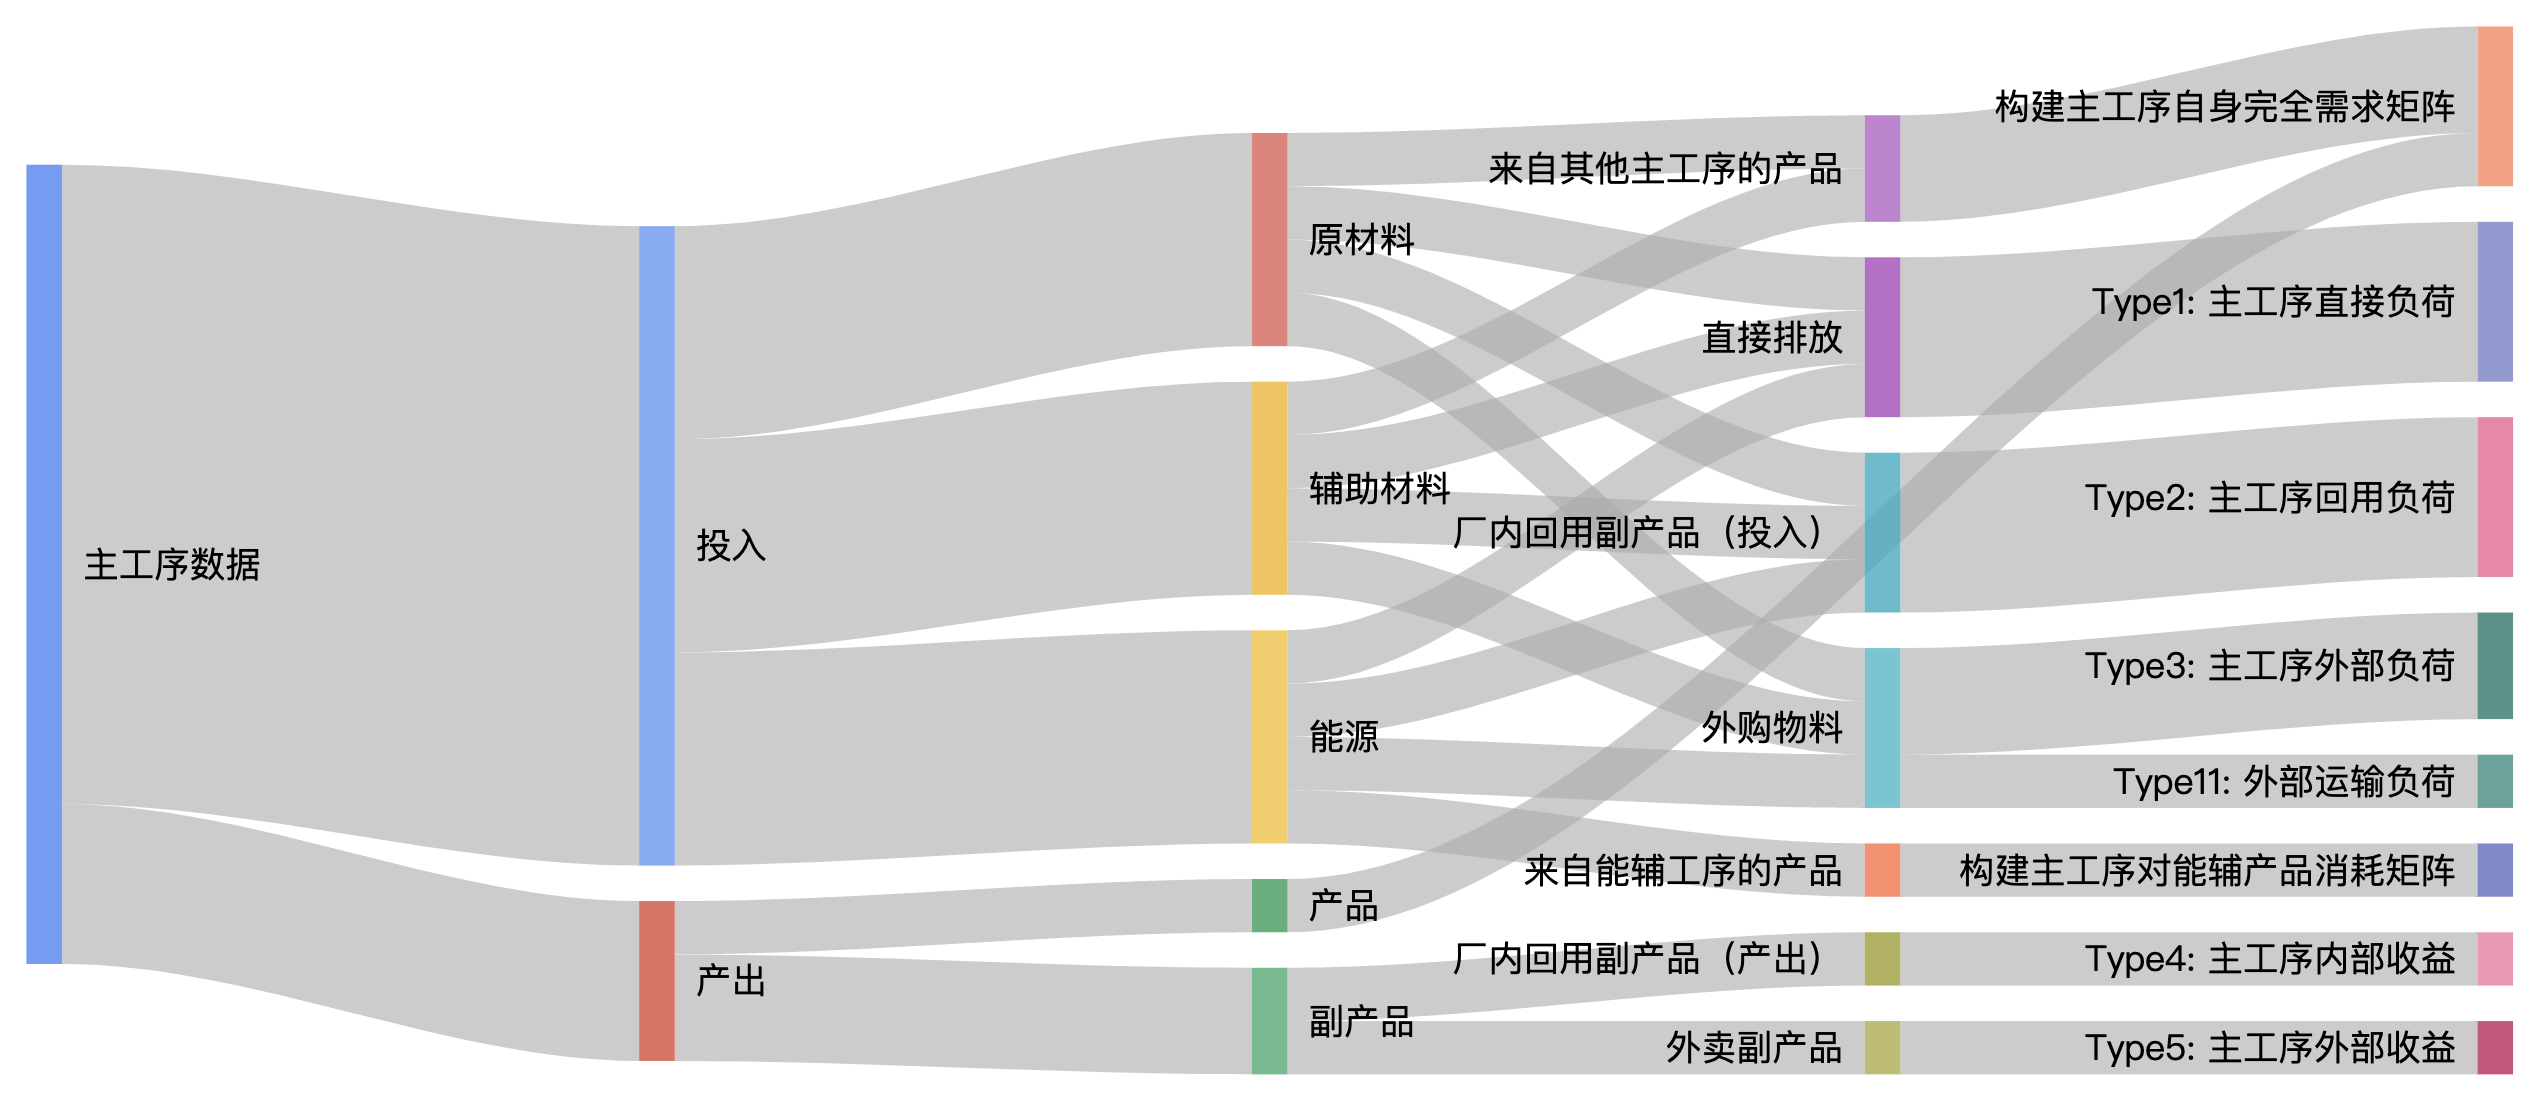 主工序数据
投入
产出
原材料
辅助材料
能源
产品
副产品
来自其他主工序的产品
直接排放
厂内回用副产品（投入）
外购物料
来自能辅工序的产品
厂内回用副产品（产出）
外卖副产品
构建主工序自身完全需求矩阵
Type1: 主工序直接负荷
Type2: 主工序回用负荷
Type3: 主工序外部负荷
Type11: 外部运输负荷
构建主工序对能辅产品消耗矩阵
Type4: 主工序内部收益
Type5: 主工序外部收益